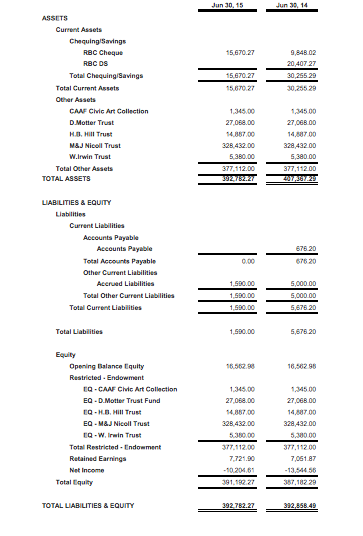 Jun 30, 15 Jun 30, 14
ASSETS
Current Assets
Chequing/Savings
RBC Cheque 15,670.27 9,848.02
RBC DS 20,407.27
Total Chequing/Savings 15,670.27 30,255.29
Total Current Assets 15,670.27 30,255.29
Other Assets
CAAF Civic Art Collection 1,345.00 1,345.00
D.Motter Trust 27,068.00 27,068.00
H.B. Hill Trust 14,887.00 14,887.00
M&J Nicoll Trust 328,432.00 328,432.00
W.Irwin Trust 5,380.00 5,380.00
Total Other Assets 377,112.00 377,112.00
TOTAL ASSETS 392,782.27 407,367.29
LIABILITIES & EQUITY
Liabilities
Current Liabilities
Accounts Payable
Accounts Payable 676.20
Total Accounts Payable 0.00 676.20
Other Current Liabilities
Accrued Liabilities 1,590.00 5,000.00
Total Other Current Liabilities 1,590.00 5,000.00
Total Current Liabilities 1,590.00 5,676.20
Total Liabilities 1,590.00 5,676.20
Equity
Opening Balance Equity 16,562.98 16,562.98
Restricted - Endowment
EQ - CAAF Civic Art Collection 1,345.00 1,345.00
EQ - D.Motter Trust Fund 27,068.00 27,068.00
EQ - H.B. Hill Trust 14,887.00 14,887.00
EQ - M&J Nicoll Trust 328,432.00 328,432.00
EQ - W. Irwin Trust 5,380.00 5,380.00
Total Restricted - Endowment 377,112.00 377,112.00
Retained Earnings 7,721.90 7,051.87
Net Income -10,204.61 -13,544.56
Total Equity 391,192.27 387,182.29
TOTAL LIABILITIES & EQUITY 392,782.27 392,858.49